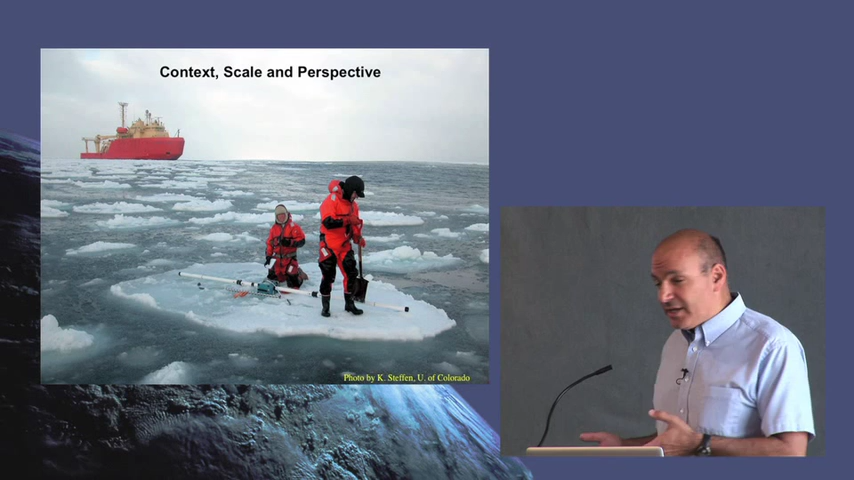 Context, Scale and Perspective
Photo by K. Steffen, U. of Colorado